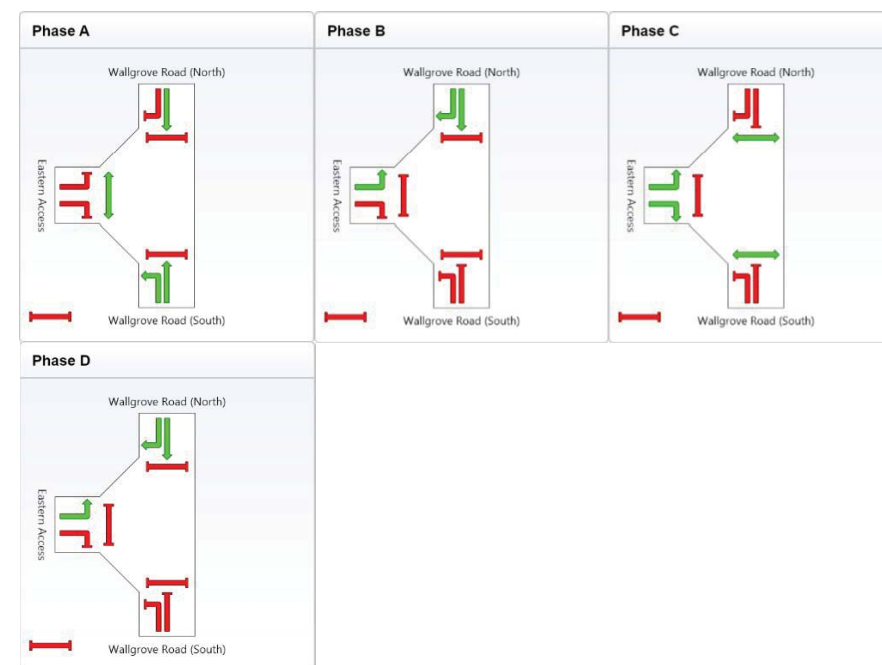 Phase A
Wallgrove Road (North)
Eastern Access
Wallgrove Road (South)
Phase B
Wallgrove Road (North)
Eastern Access
Wallgrove Road (South)
Phase C
Wallgrove Road (North)
Eastern Access
Wallgrove Road (South)
Phase D
Wallgrove Road (North)
Eastern Access
Wallgrove Road (South)